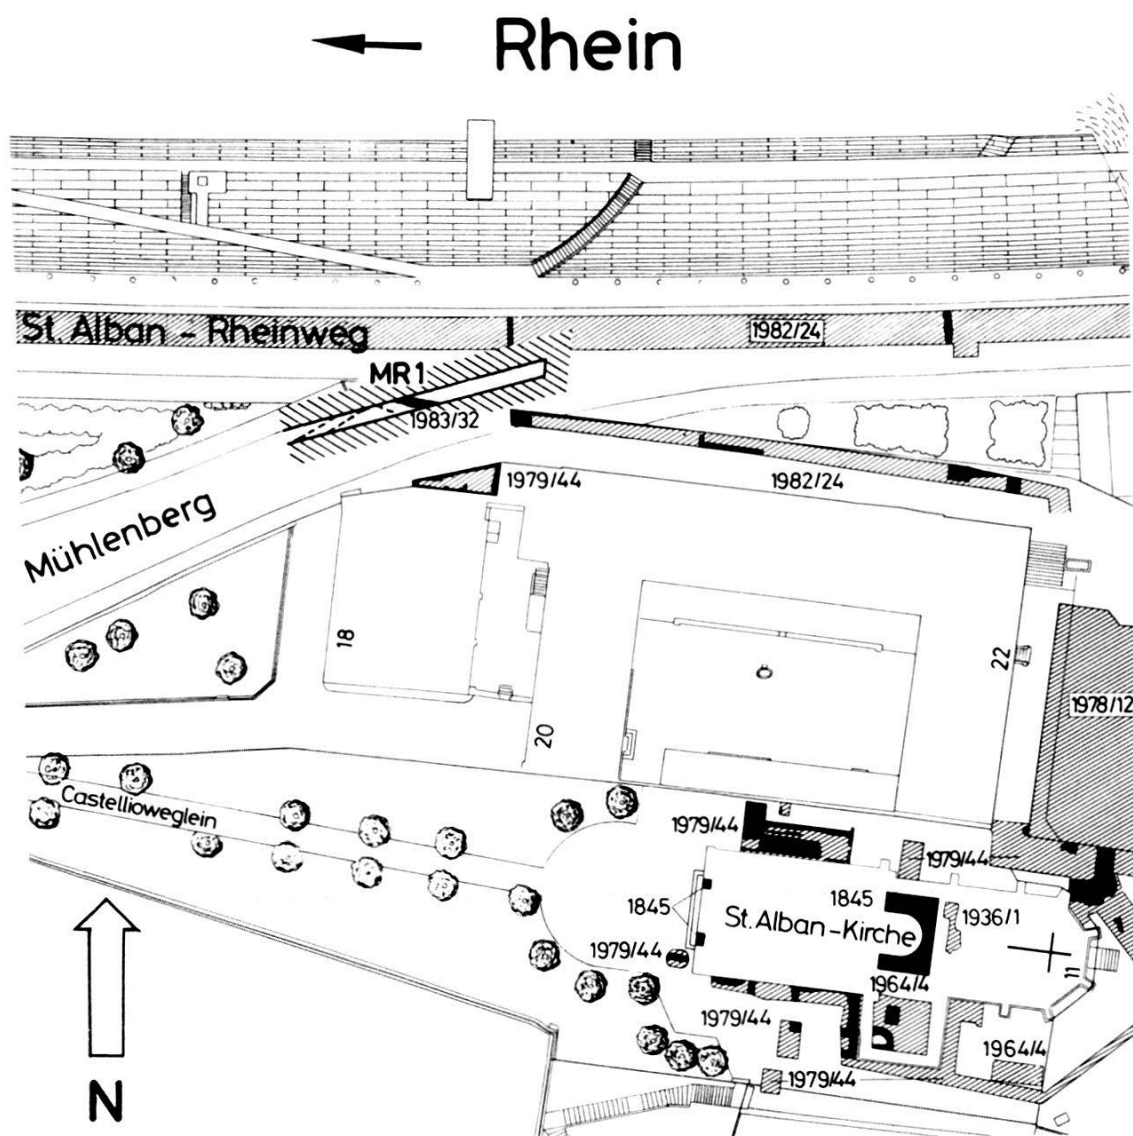 Rhein
St. Alban - Rheinweg
1982/24
MR1
1983/32
1979/44
1982/24
Mühlenberg
18
22
1978/12
20
Castellioweglein
1979/44
1979/44
1845
1845
1936/1
St. Alban-Kirche
1979/44
11
1964/4
1979/44
1964/4
1979/44
N